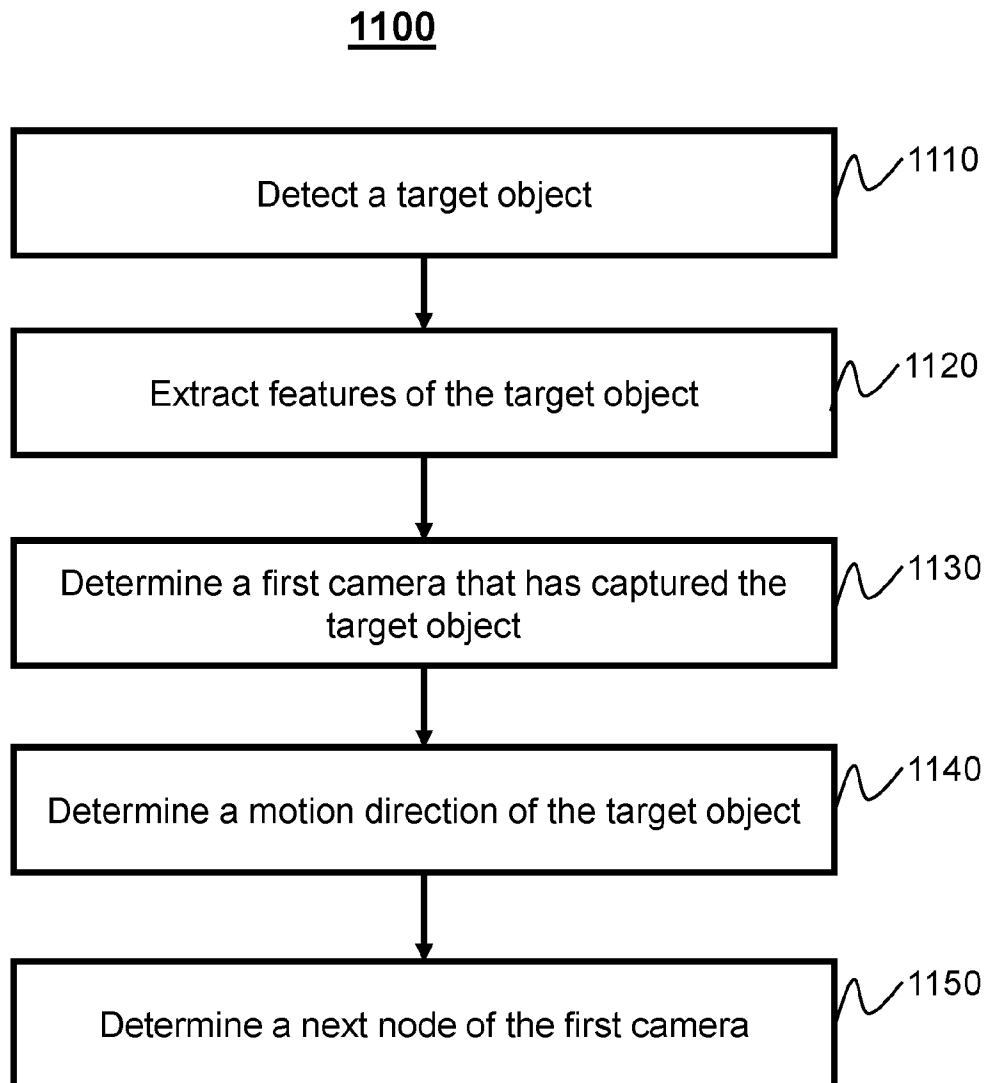 1100
Detect a target object
1110
Extract features of the target object
1120
Determine a first camera that has captured the
target object
1130
Determine a motion direction of the target object
1140
Determine a next node of the first camera
1150